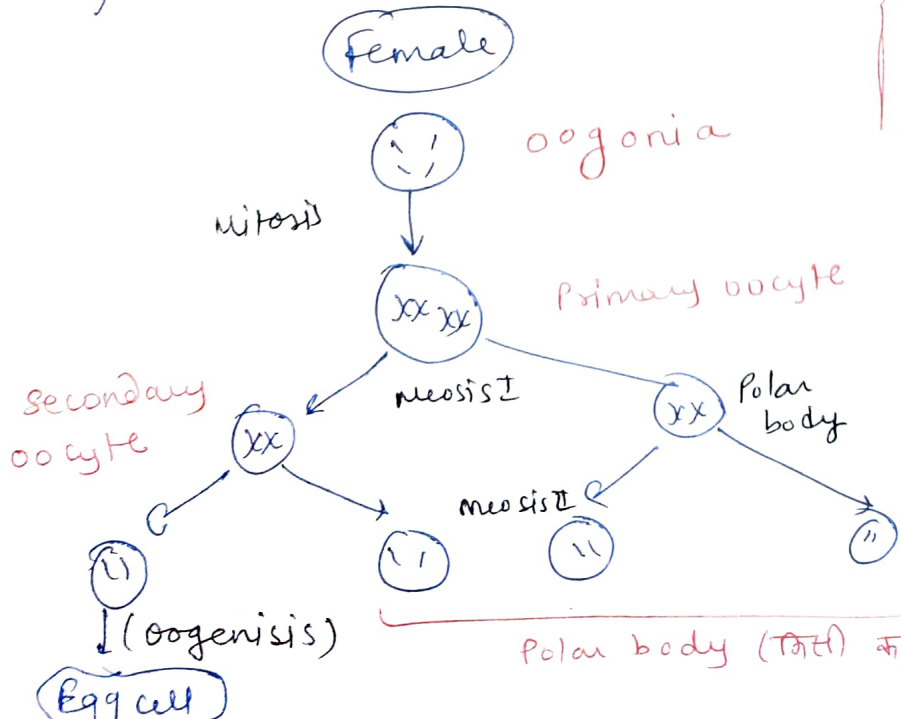 Female
oogonia
Mitosis
XX XX
Primary oocyte
Meosis I
Secondary
oocyte
XX
XX
Polar
body
Meosis II
(oogenisis)
Polar body
Egg cell